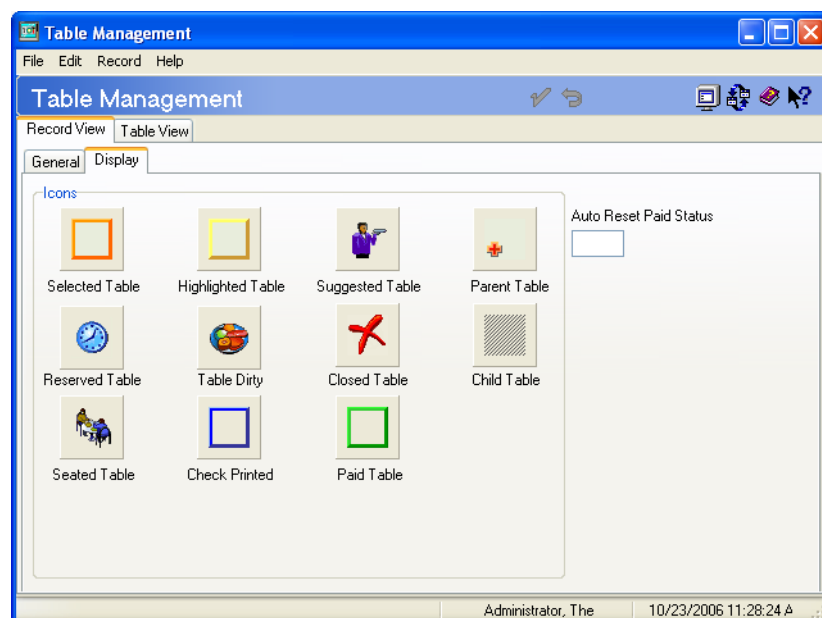 Table Management
File Edit Record Help
Table Management
Record View Table View
General Display
Icons
Auto Reset Paid Status
Selected Table Highlighted Table Suggested Table Parent Table
Reserved Table Table Dirty Closed Table Child Table
Seated Table Check Printed Paid Table
Administrator, The 10/23/2006 11:28:24 A